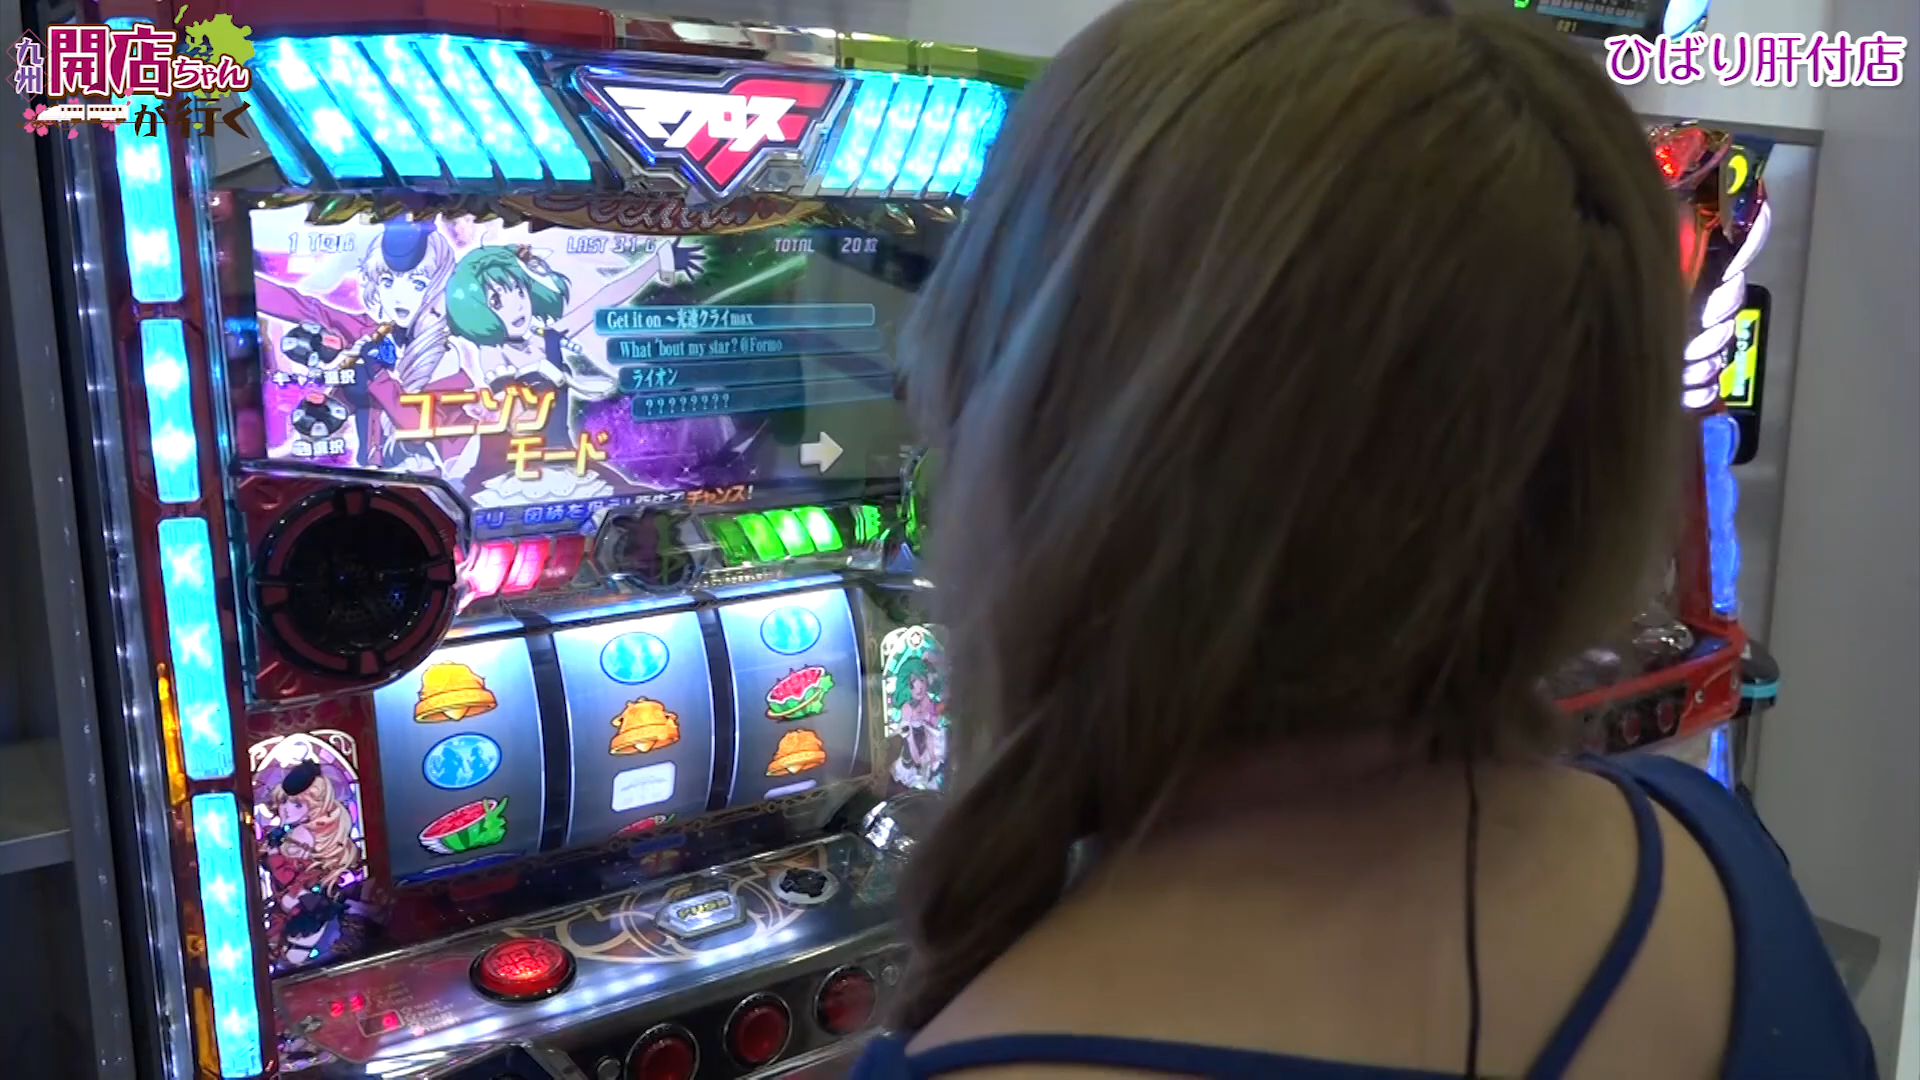 九州
開店ちゃん
が行く
ひばり肝付店
マクロスF
LAST 31 G
TOTAL 20枚
Get it on ～光速クライmax
What 'bout my star?@Formo
ライオン
????????
キャラ選択
曲選択
ユニゾン
モード
チャンス!
PUSH
MAX